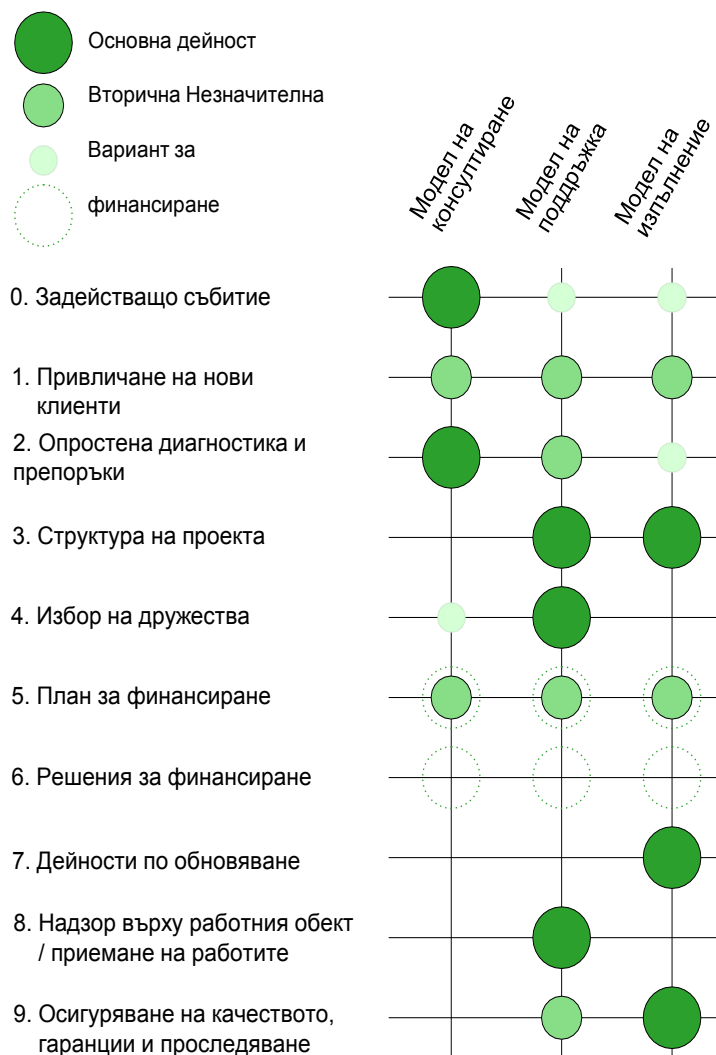 Основна дейност
Вторична Незначителна
Вариант за
финансиране
Модел на
консултиране
Модел на
поддръжка
Модел на
изпълнение
0. Задействащо събитие
1. Привличане на нови
клиенти
2. Опростена диагностика и
препоръки
3. Структура на проекта
4. Избор на дружества
5. План за финансиране
6. Решения за финансиране
7. Дейности по обновяване
8. Надзор върху работния обект
/ приемане на работите
9. Осигуряване на качеството,
гаранции и проследяване